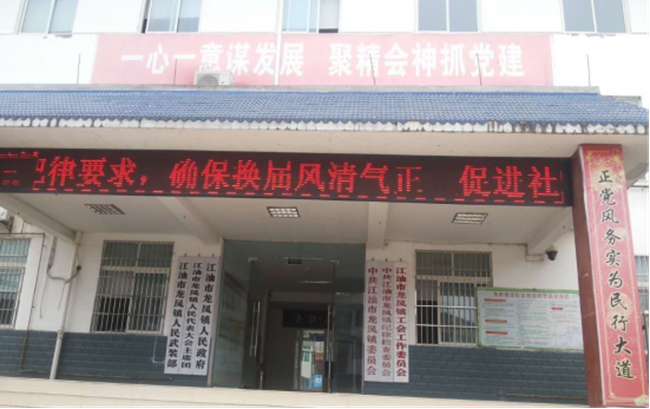 一心一意谋发展 聚精会神抓党建
纪律要求，确保换届风清气正 促进社
正党风务实为民行大道
江油市龙凤镇人民武装部
江油市龙凤镇人民代表大会主席团
江油市龙凤镇人民政府
中共江油市龙凤镇委员会
中共江油市龙凤镇纪律检查委员会
江油市龙凤镇工会工作委员会